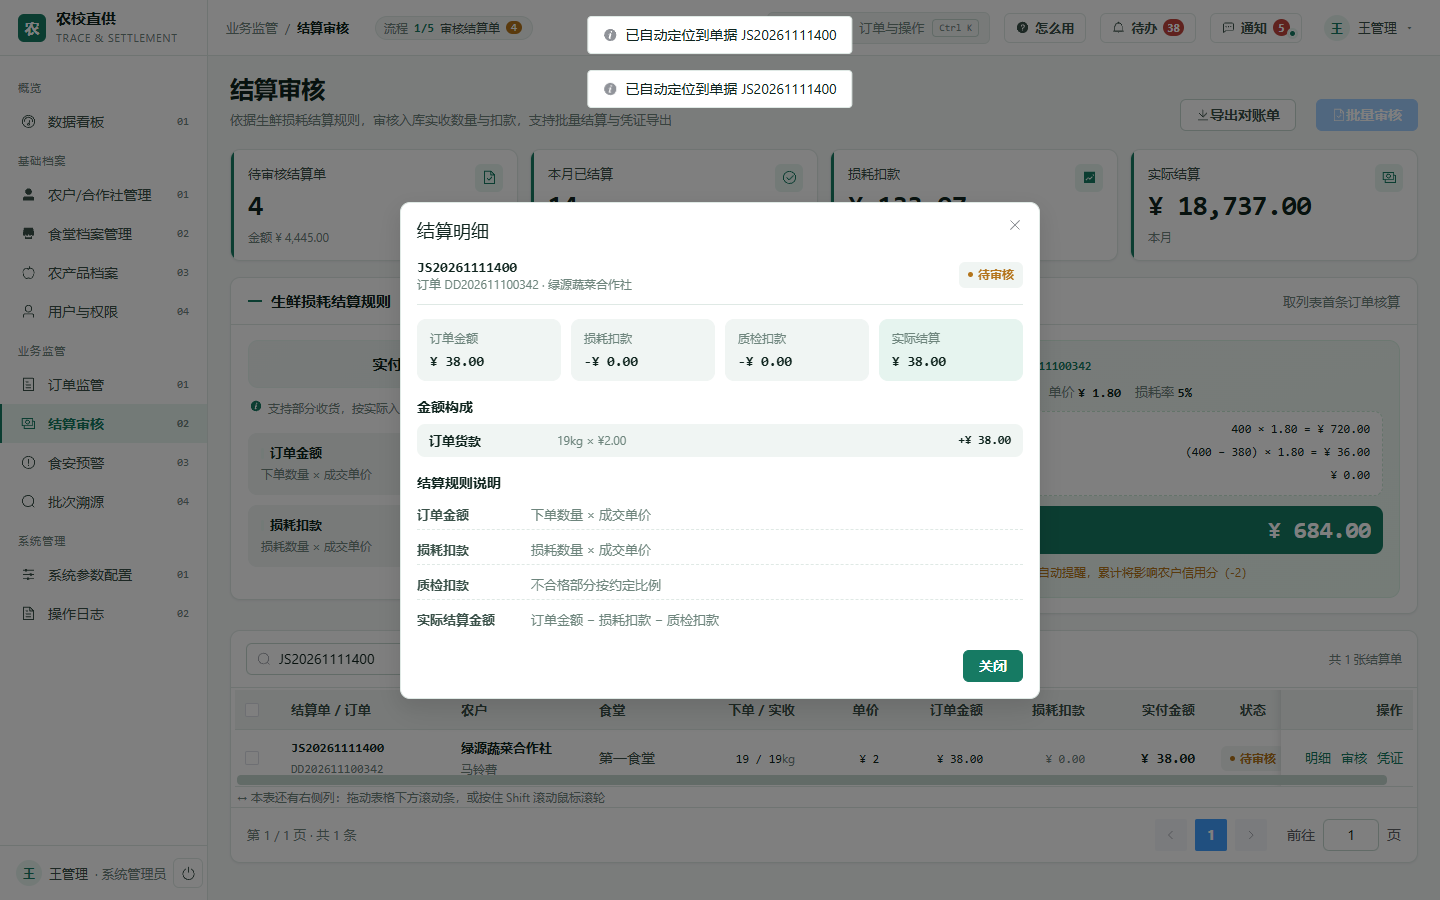 农
农校直供
TRACE & SETTLEMENT
业务监管 / 结算审核
流程 1/5 审核结算单 4
订单与操作 Ctrl K
怎么用
待办 38
通知 5
王 王管理
已自动定位到单据 JS20261111400
已自动定位到单据 JS20261111400
概览
数据看板 01
基础档案
农户/合作社管理 01
食堂档案管理 02
农产品档案 03
用户与权限 04
业务监管
订单监管 01
结算审核 02
食安预警 03
批次溯源 04
系统管理
系统参数配置 01
操作日志 02
王 王管理 · 系统管理员
结算审核
依据生鲜损耗结算规则，审核入库实收数量与扣款，支持批量结算与凭证导出
导出对账单
批量审核
待审核结算单
4
金额 ¥ 4,445.00
本月已结算
损耗扣款
实际结算
¥ 18,737.00
本月
生鲜损耗结算规则
取列表首条订单核算
实付
支持部分收货，按实际入
订单金额
下单数量 × 成交单价
损耗扣款
损耗数量 × 成交单价
11100342
单价 ¥ 1.80 损耗率 5%
400 × 1.80 = ¥ 720.00
(400 − 380) × 1.80 = ¥ 36.00
¥ 0.00
¥ 684.00
自动提醒，累计将影响农户信用分（-2）
结算明细
JS20261111400
订单 DD202611100342 · 绿源蔬菜合作社
待审核
订单金额
¥ 38.00
损耗扣款
-¥ 0.00
质检扣款
-¥ 0.00
实际结算
¥ 38.00
金额构成
订单货款 19kg × ¥2.00 +¥ 38.00
结算规则说明
订单金额 下单数量 × 成交单价
损耗扣款 损耗数量 × 成交单价
质检扣款 不合格部分按约定比例
实际结算金额 订单金额 − 损耗扣款 − 质检扣款
关闭
JS20261111400
共 1 张结算单
结算单 / 订单 农户 食堂 下单 / 实收 单价 订单金额 损耗扣款 实付金额 状态 操作
JS20261111400 绿源蔬菜合作社 第一食堂 19 / 19kg ¥ 2 ¥ 38.00 ¥ 0.00 ¥ 38.00 待审核 明细 审核 凭证
DD202611100342 马铃薯
↔ 本表还有右侧列：拖动表格下方滚动条，或按住 Shift 滚动鼠标滚轮
第 1 / 1 页 · 共 1 条
1
前往 1 页